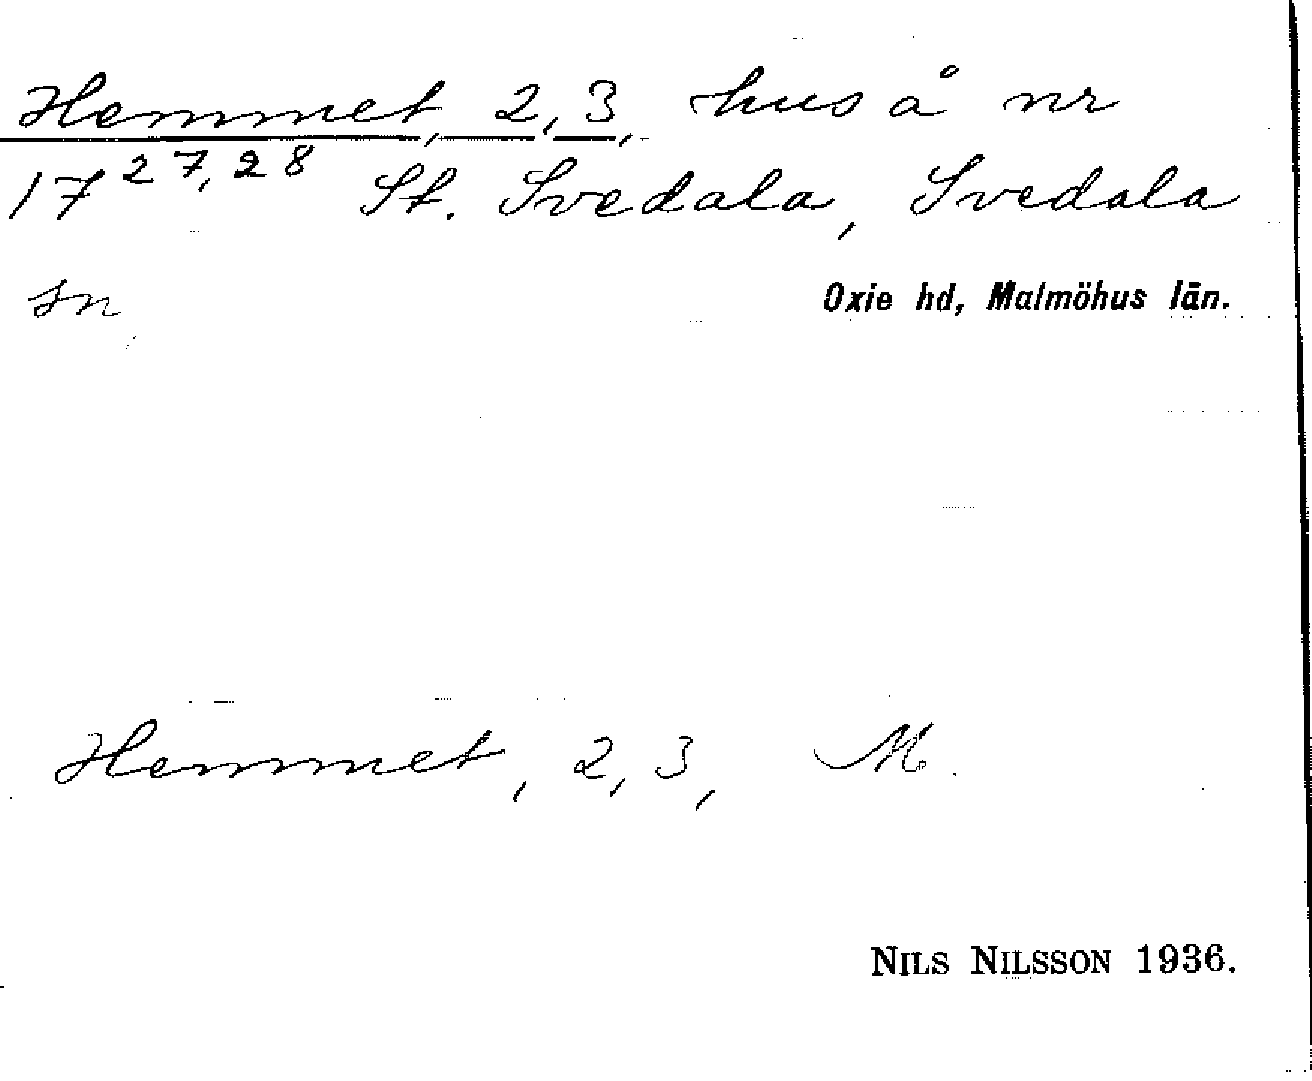 Hemmet, 2, 3, hus å nr
17 27, 28 St. Svedala, Svedala
sn
Oxie hd, Malmöhus län.
Hemmet, 2, 3, M.
NILS NILSSON 1936.